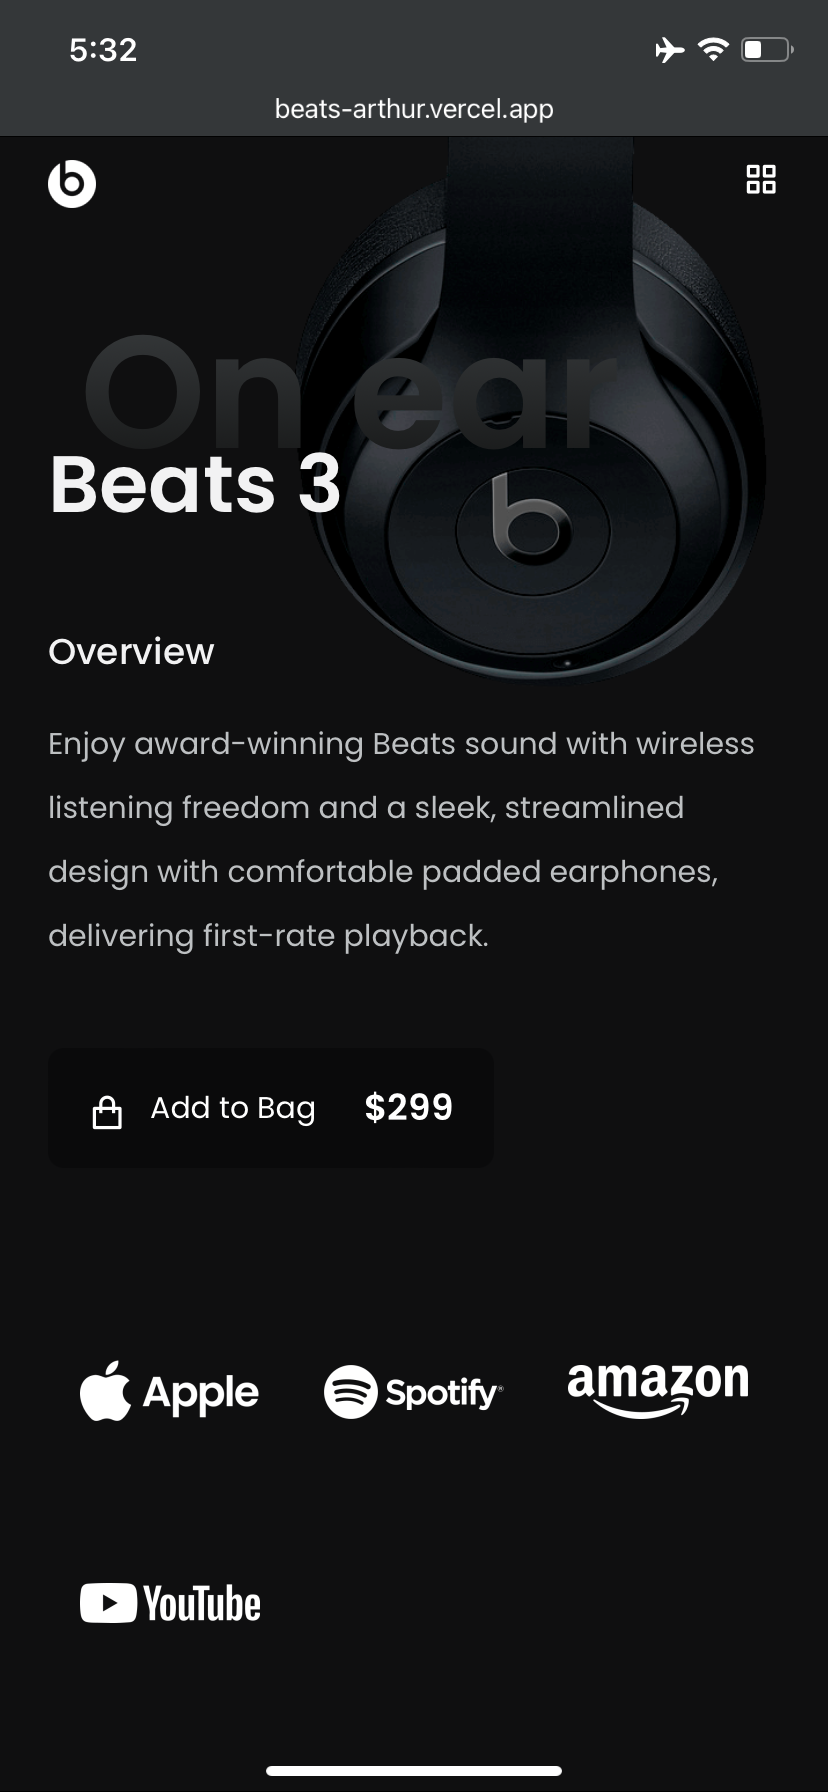 5:32
beats-arthur.vercel.app
On ear
Beats 3
Overview
Enjoy award-winning Beats sound with wireless
listening freedom and a sleek, streamlined
design with comfortable padded earphones,
delivering first-rate playback.
Add to Bag $299
Apple Spotify amazon
YouTube